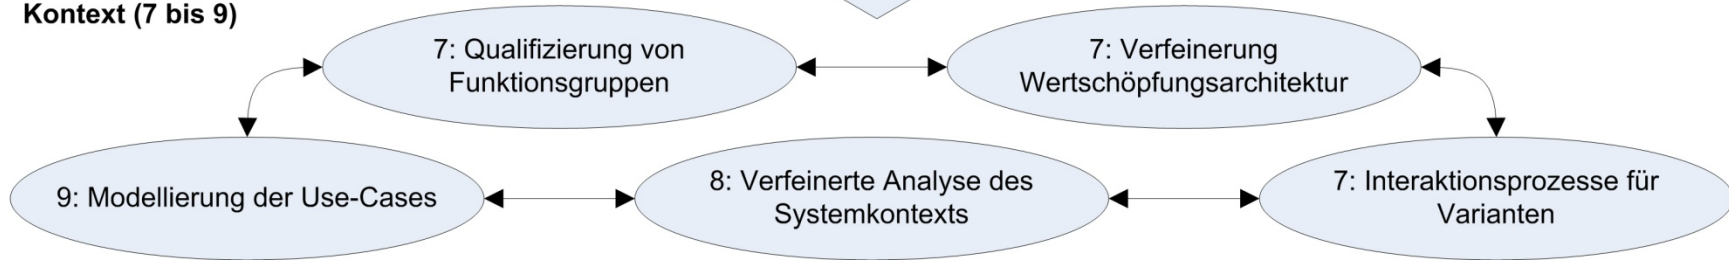 Kontext (7 bis 9)
7: Qualifizierung von
Funktionsgruppen
7: Verfeinerung
Wertschöpfungsarchitektur
9: Modellierung der Use-Cases
8: Verfeinerte Analyse des
Systemkontexts
7: Interaktionsprozesse für
Varianten